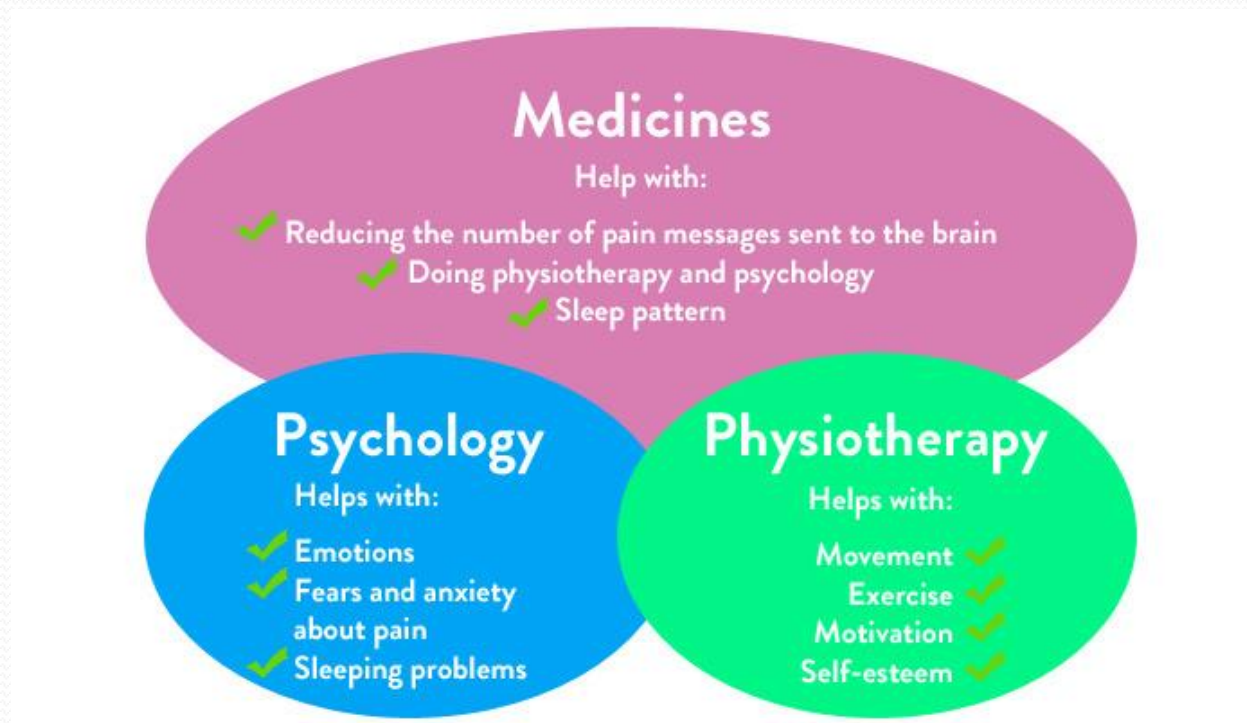 Medicines
Help with:
Reducing the number of pain messages sent to the brain
Doing physiotherapy and psychology
Sleep pattern
Psychology
Helps with:
Emotions
Fears and anxiety
about pain
Sleeping problems
Physiotherapy
Helps with:
Movement
Exercise
Motivation
Self-esteem